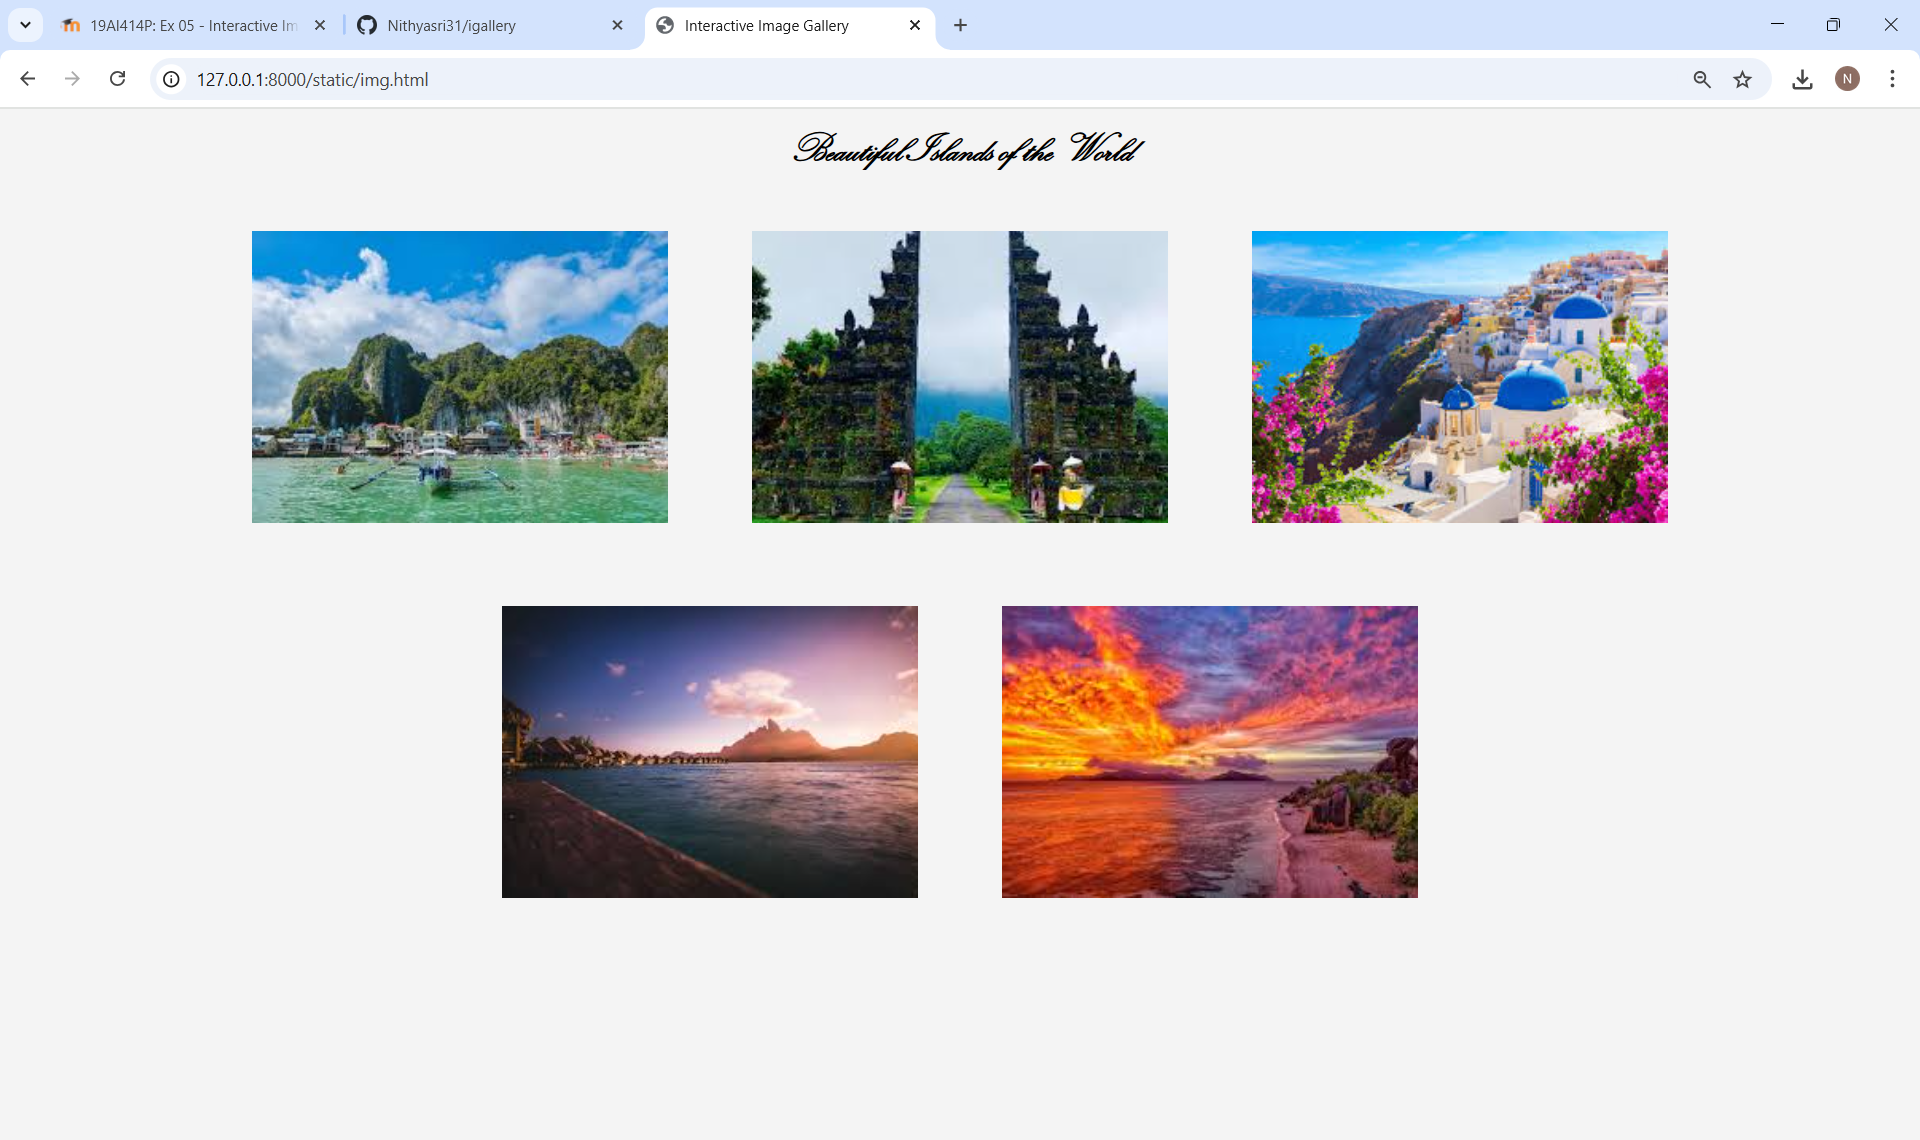 19AI414P: Ex 05 - Interactive Im
Nithyasri31/igallery
Interactive Image Gallery
127.0.0.1:8000/static/img.html
N
Beautiful Islands of the World